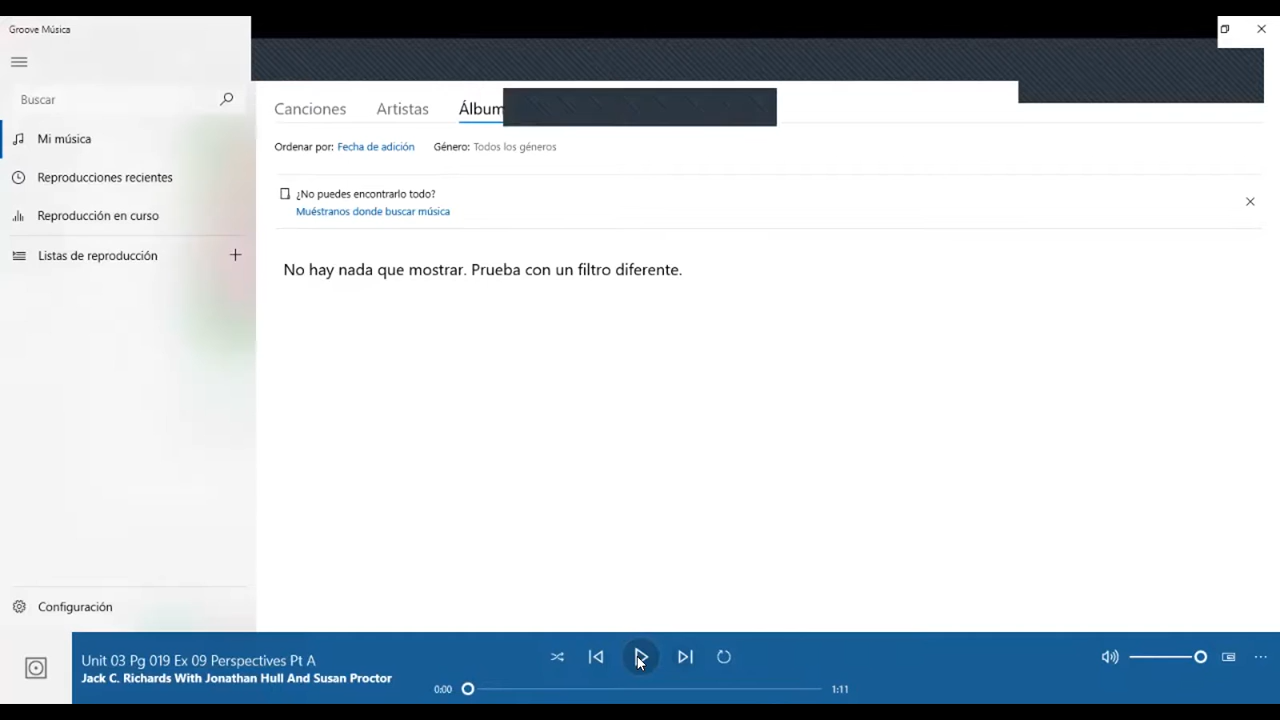 Groove Música
Buscar
Mi música
Reproducciones recientes
Reproducción en curso
Listas de reproducción
Configuración
Canciones Artistas Álbum
Ordenar por: Fecha de adición Género: Todos los géneros
¿No puedes encontrarlo todo?
Muéstranos donde buscar música
No hay nada que mostrar. Prueba con un filtro diferente.
Unit 03 Pg 019 Ex 09 Perspectives Pt A
Jack C. Richards With Jonathan Hull And Susan Proctor
0:00 1:11